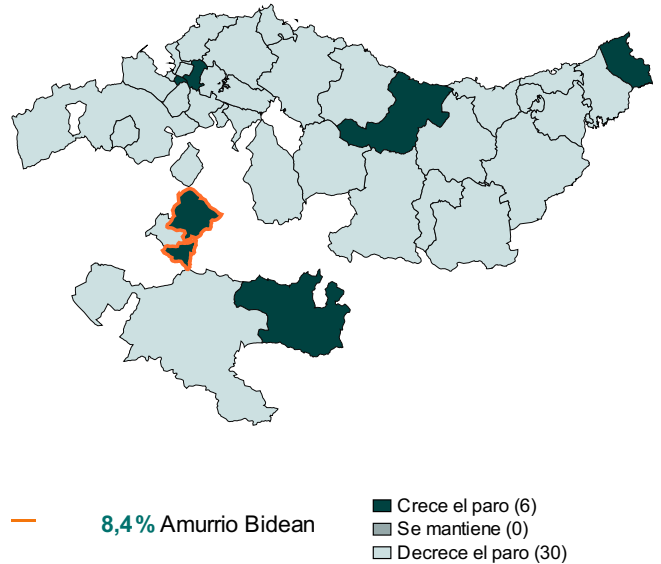 8,4% Amurrio Bidean
Crece el paro (6)
Se mantiene (0)
Decrece el paro (30)